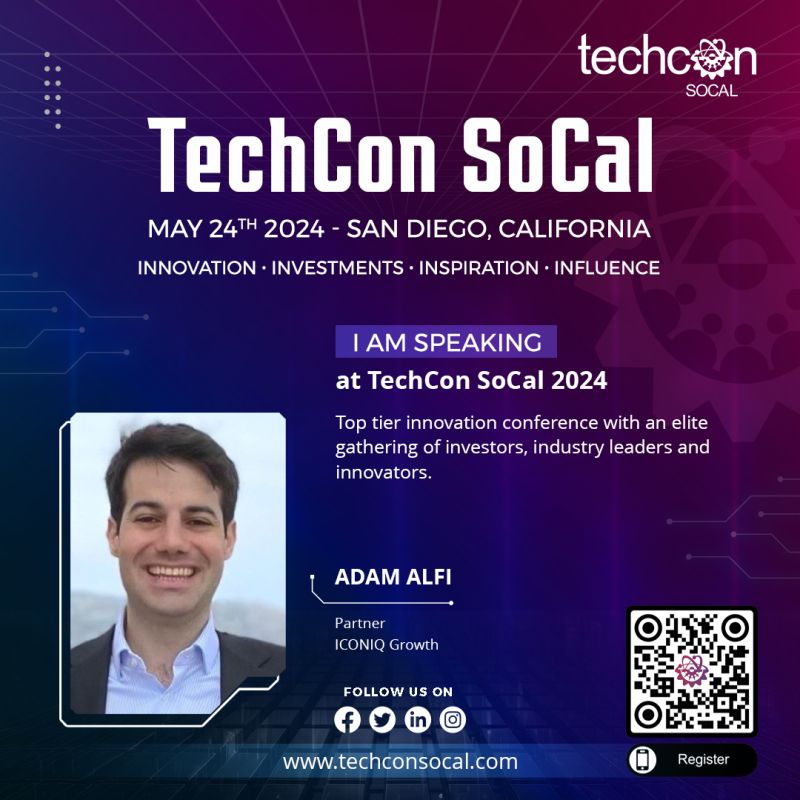 techcon
SOCAL
TechCon SoCal
MAY 24TH 2024 - SAN DIEGO, CALIFORNIA
INNOVATION · INVESTMENTS · INSPIRATION · INFLUENCE
I AM SPEAKING
at TechCon SoCal 2024
Top tier innovation conference with an elite
gathering of investors, industry leaders and
innovators.
ADAM ALFI
Partner
ICONIQ Growth
FOLLOW US ON
www.techconsocal.com
Register